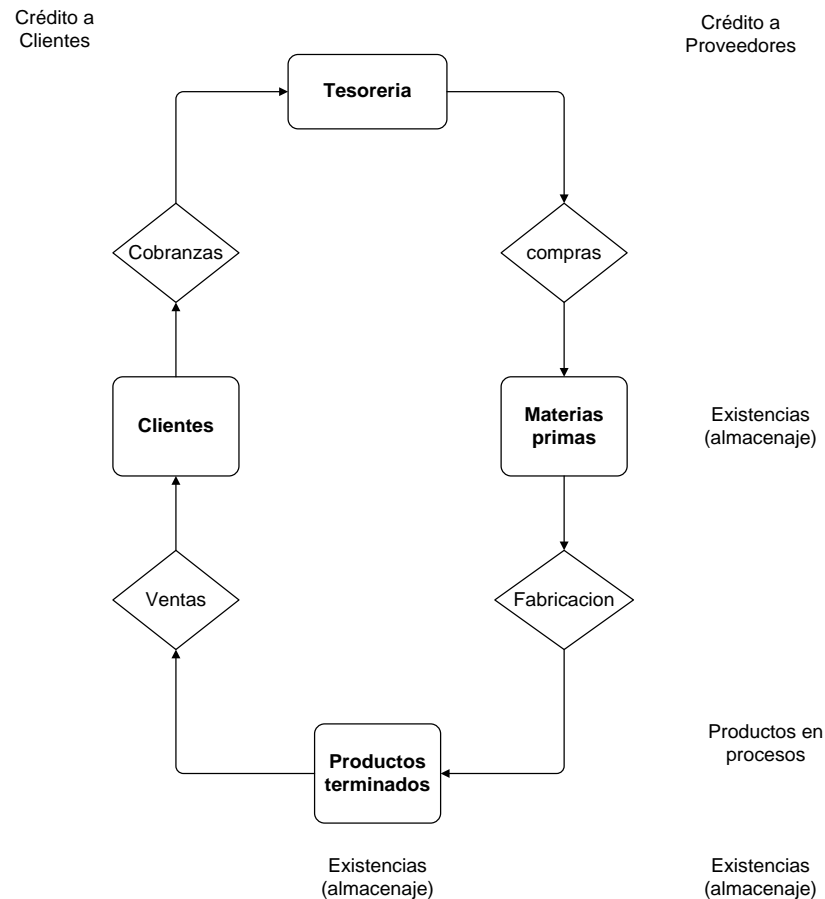 Crédito a
Clientes
Crédito a
Proveedores
Tesoreria
Cobranzas
compras
Clientes
Materias
primas
Existencias
(almacenaje)
Ventas
Fabricacion
Productos
terminados
Productos en
procesos
Existencias
(almacenaje)
Existencias
(almacenaje)